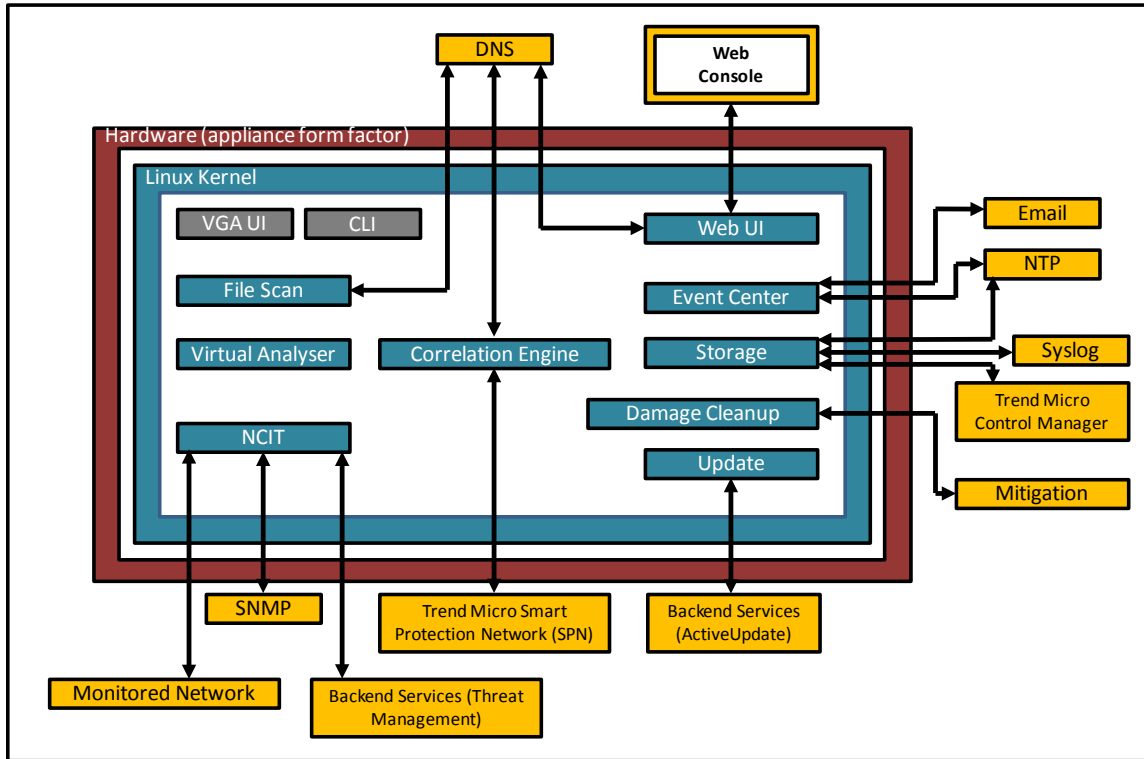 DNS
Web
Console
Hardware (appliance form factor)
Linux Kernel
VGA UI
CLI
Web UI
Email
File Scan
Event Center
NTP
Virtual Analyser
Correlation Engine
Storage
Syslog
Damage Cleanup
Trend Micro
Control Manager
NCIT
Update
Mitigation
SNMP
Trend Micro Smart
Protection Network (SPN)
Backend Services
(ActiveUpdate)
Monitored Network
Backend Services (Threat
Management)